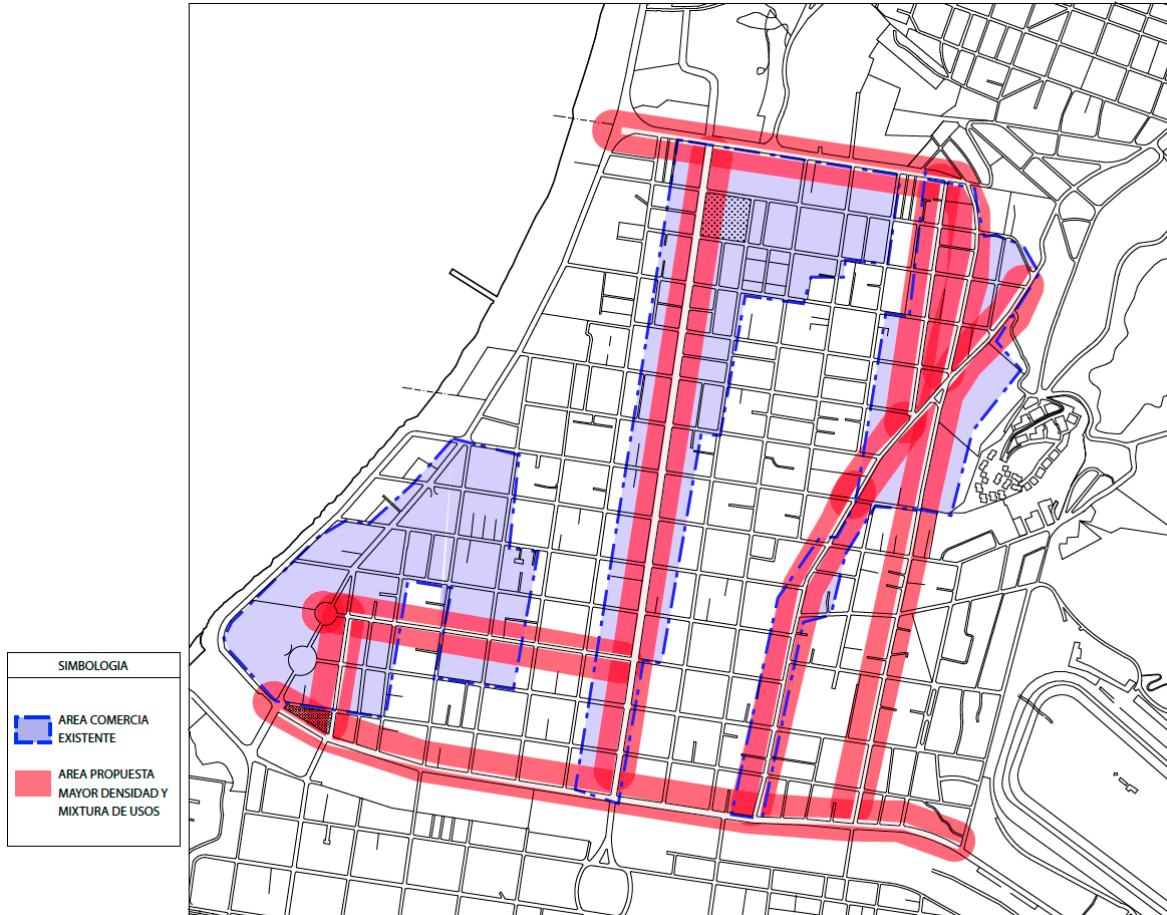 SIMBOLOGIA
AREA COMERCIA
EXISTENTE
AREA PROPUESTA
MAYOR DENSIDAD Y
MIXTURA DE USOS